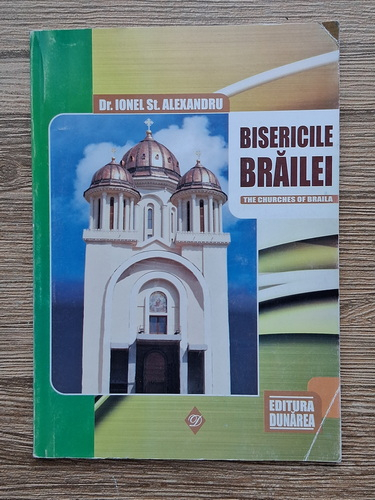 Dr. IONEL St. ALEXANDRU
BISERICILE
BRĂILEI
THE CHURCHES OF BRAILA
EDITURA
DUNĂREA